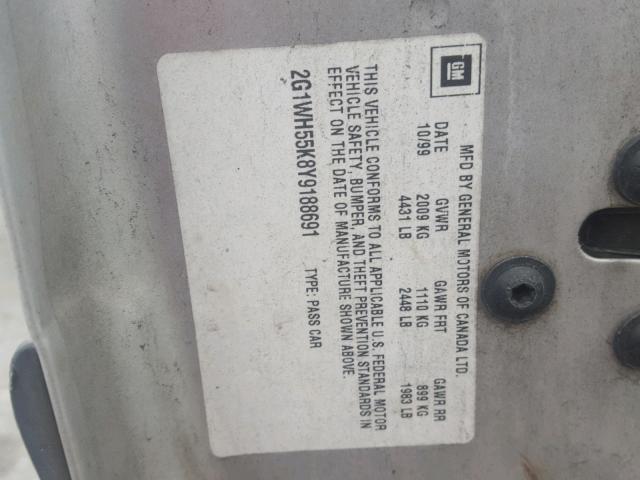 GM
MFD BY GENERAL MOTORS OF CANADA LTD.
DATE GVWR GAWR FRT GAWR RR
10/99 2009 KG 1110 KG 899 KG
4431 LB 2448 LB 1983 LB
THIS VEHICLE CONFORMS TO ALL APPLICABLE U.S. FEDERAL MOTOR
VEHICLE SAFETY, BUMPER, AND THEFT PREVENTION STANDARDS IN
EFFECT ON THE DATE OF MANUFACTURE SHOWN ABOVE.
2G1WH55K8Y9188691 TYPE: PASS CAR